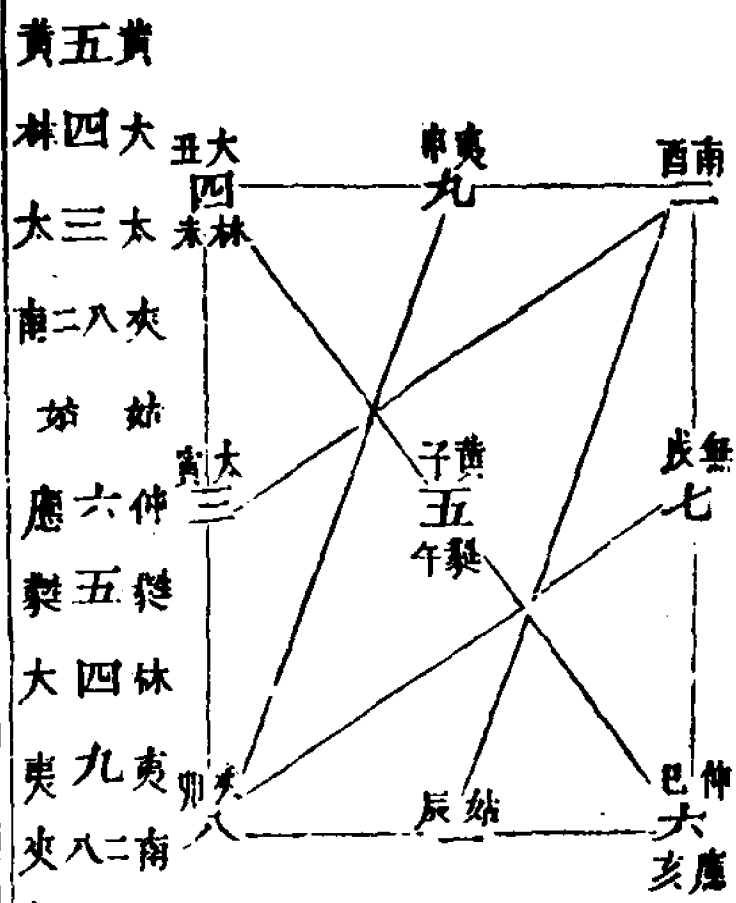 黃五黃
林四大
太三太
南二八夾
姑姑
應六仲
蕤五蕤
大四林
夷九夷
夾八二南
丑大
四
未林
申夷
九
酉南
二
寅太
三
子黃
五
午蕤
戌無
七
卯夾
八
辰姑
一
巳仲
六
亥應